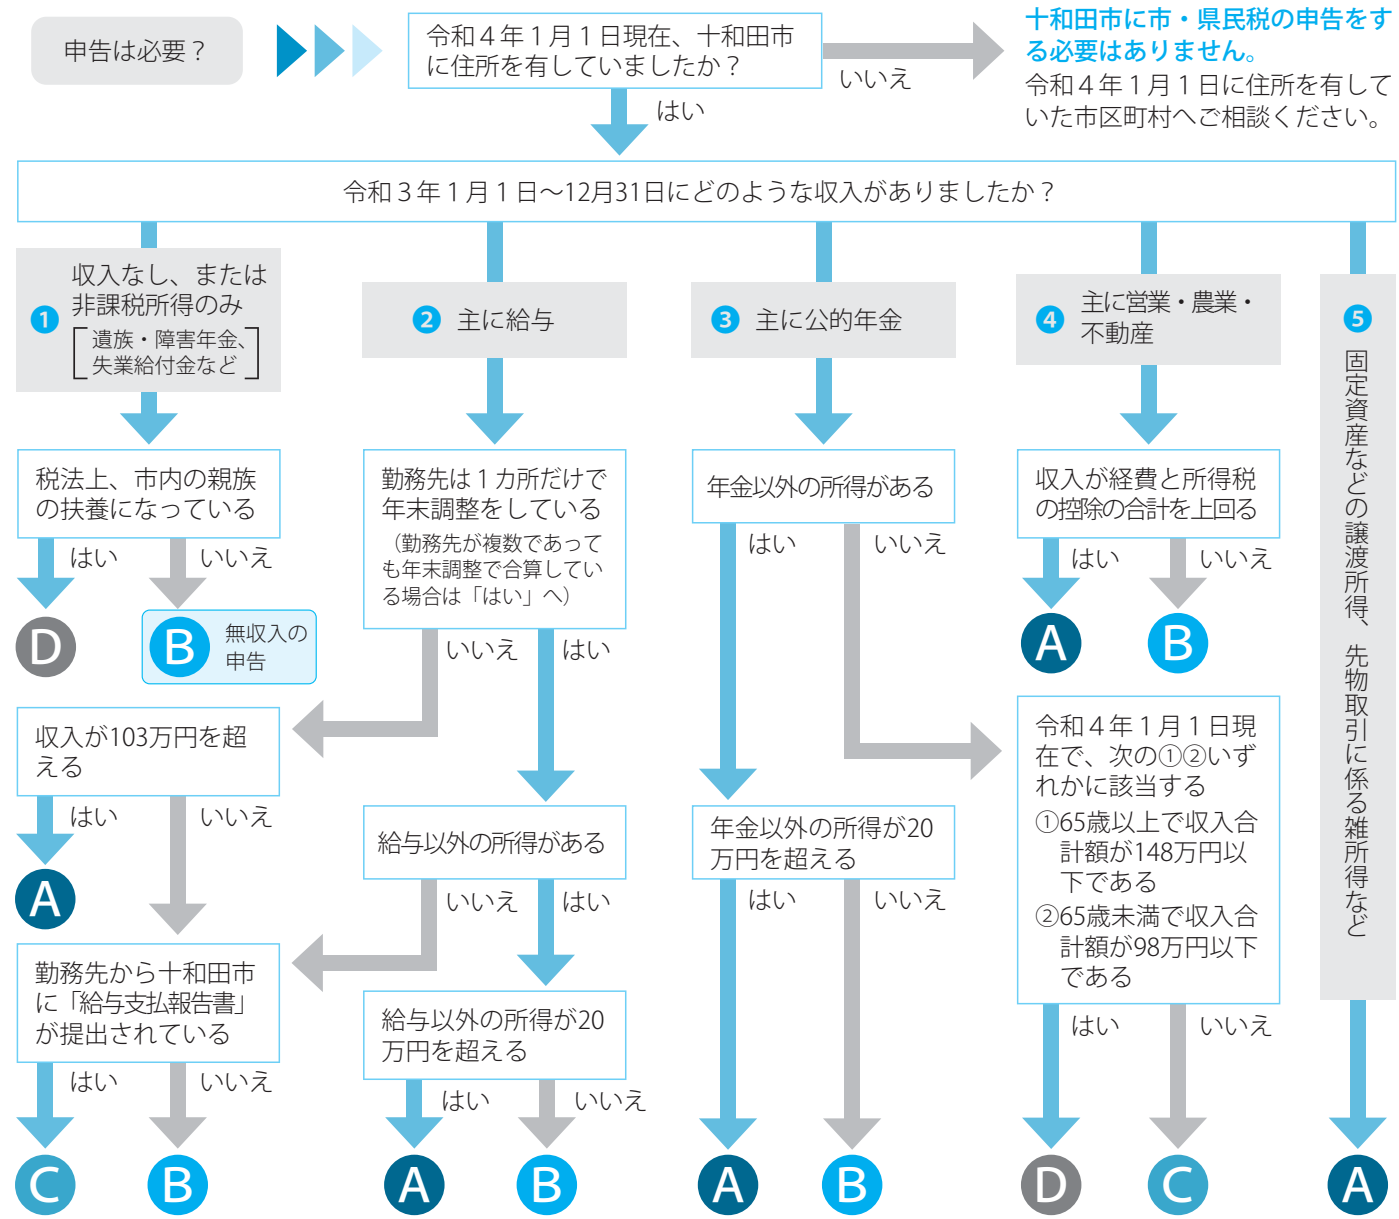 申告は必要？
令和４年１月１日現在、十和田市
に住所を有していましたか？
いいえ
はい
十和田市に市・県民税の申告をす
る必要はありません。
令和４年１月１日に住所を有して
いた市区町村へご相談ください。
令和３年１月１日～12月31日にどのような収入がありましたか？
❶
収入なし、または
非課税所得のみ
遺族・障害年金、
失業給付金など
税法上、市内の親族
の扶養になっている
はい
いいえ
D
B
無収入の
申告
❷ 主に給与
勤務先は１カ所だけで
年末調整をしている
（勤務先が複数であって
も年末調整で合算してい
る場合は「はい」へ）
いいえ
はい
収入が103万円を超
える
はい
いいえ
A
給与以外の所得がある
いいえ
はい
勤務先から十和田市
に「給与支払報告書」
が提出されている
はい
いいえ
C
B
給与以外の所得が20
万円を超える
はい
いいえ
A
B
❸ 主に公的年金
年金以外の所得がある
はい
いいえ
年金以外の所得が20
万円を超える
はい
いいえ
A
B
令和４年１月１日現
在で、次の①②いず
れかに該当する
①65歳以上で収入合
計額が148万円以
下である
②65歳未満で収入合
計額が98万円以下
である
はい
いいえ
D
C
❹
主に営業・農業・
不動産
収入が経費と所得税
の控除の合計を上回る
はい
いいえ
A
B
❺
固定資産などの譲渡所得、先物取引に係る雑所得など
A